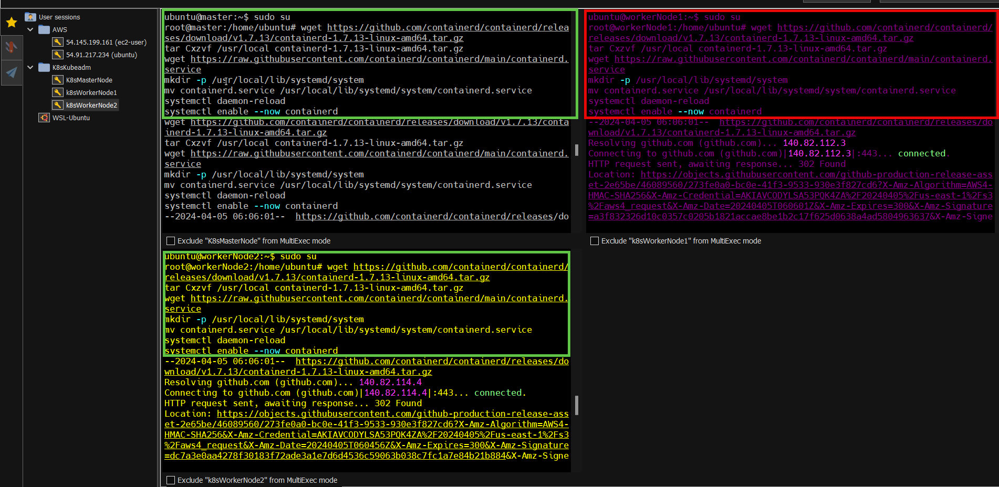 User sessions
AWS
54.145.199.161 (ec2-user)
54.91.217.234 (ubuntu)
K8sKubeadm
K8sMasterNode
k8sWorkerNode1
k8sWorkerNode2
WSL-Ubuntu
ubuntu@master:~$ sudo su
root@master:/home/ubuntu# wget https://github.com/containerd/containerd/relea
ses/download/v1.7.13/containerd-1.7.13-linux-amd64.tar.gz
tar Cxzvf /usr/local containerd-1.7.13-linux-amd64.tar.gz
wget https://raw.githubusercontent.com/containerd/containerd/main/containerd.
service
mkdir -p /usr/local/lib/systemd/system
mv containerd.service /usr/local/lib/systemd/system/containerd.service
systemctl daemon-reload
systemctl enable --now containerd
wget https://github.com/containerd/containerd/releases/download/v1.7.13/conta
inerd-1.7.13-linux-amd64.tar.gz
tar Cxzvf /usr/local containerd-1.7.13-linux-amd64.tar.gz
wget https://raw.githubusercontent.com/containerd/containerd/main/containerd.
service
mkdir -p /usr/local/lib/systemd/system
mv containerd.service /usr/local/lib/systemd/system/containerd.service
systemctl daemon-reload
systemctl enable --now containerd
--2024-04-05 06:06:01--  https://github.com/containerd/containerd/releases/do
Exclude "K8sMasterNode" from MultiExec mode
ubuntu@workerNode1:~$ sudo su
root@workerNode1:/home/ubuntu# wget https://github.com/containerd/containerd/
releases/download/v1.7.13/containerd-1.7.13-linux-amd64.tar.gz
tar Cxzvf /usr/local containerd-1.7.13-linux-amd64.tar.gz
wget https://raw.githubusercontent.com/containerd/containerd/main/containerd.
service
mkdir -p /usr/local/lib/systemd/system
mv containerd.service /usr/local/lib/systemd/system/containerd.service
systemctl daemon-reload
systemctl enable --now containerd
--2024-04-05 06:06:01--  https://github.com/containerd/containerd/releases/do
wnload/v1.7.13/containerd-1.7.13-linux-amd64.tar.gz
Resolving github.com (github.com)... 140.82.112.3
Connecting to github.com (github.com)|140.82.112.3|:443... connected.
HTTP request sent, awaiting response... 302 Found
Location: https://objects.githubusercontent.com/github-production-release-ass
et-2e65be/46089560/273fe0a0-bc0e-41f3-9533-930e3f827cd6?X-Amz-Algorithm=AWS4-
HMAC-SHA256&X-Amz-Credential=AKIAVCODYLSA53PQK4ZA%2F20240405%2Fus-east-1%2Fs3
%2Faws4_request&X-Amz-Date=20240405T060601Z&X-Amz-Expires=300&X-Amz-Signature
=a3f832326d10c0357c0205b1821accae8be1b2c17f625d0638a4ad5804963637&X-Amz-Signe
Exclude "k8sWorkerNode1" from MultiExec mode
ubuntu@workerNode2:~$ sudo su
root@workerNode2:/home/ubuntu# wget https://github.com/containerd/containerd/
releases/download/v1.7.13/containerd-1.7.13-linux-amd64.tar.gz
tar Cxzvf /usr/local containerd-1.7.13-linux-amd64.tar.gz
wget https://raw.githubusercontent.com/containerd/containerd/main/containerd.
service
mkdir -p /usr/local/lib/systemd/system
mv containerd.service /usr/local/lib/systemd/system/containerd.service
systemctl daemon-reload
systemctl enable --now containerd
--2024-04-05 06:06:01--  https://github.com/containerd/containerd/releases/do
wnload/v1.7.13/containerd-1.7.13-linux-amd64.tar.gz
Resolving github.com (github.com)... 140.82.114.4
Connecting to github.com (github.com)|140.82.114.4|:443... connected.
HTTP request sent, awaiting response... 302 Found
Location: https://objects.githubusercontent.com/github-production-release-ass
et-2e65be/46089560/273fe0a0-bc0e-41f3-9533-930e3f827cd6?X-Amz-Algorithm=AWS4-
HMAC-SHA256&X-Amz-Credential=AKIAVCODYLSA53PQK4ZA%2F20240405%2Fus-east-1%2Fs3
%2Faws4_request&X-Amz-Date=20240405T060456Z&X-Amz-Expires=300&X-Amz-Signature
=dc7a3e0aa4278f30183f72ade3a1e7d6d4536c59063b038c7fc1a7e84b21b884&X-Amz-Signe
Exclude "k8sWorkerNode2" from MultiExec mode